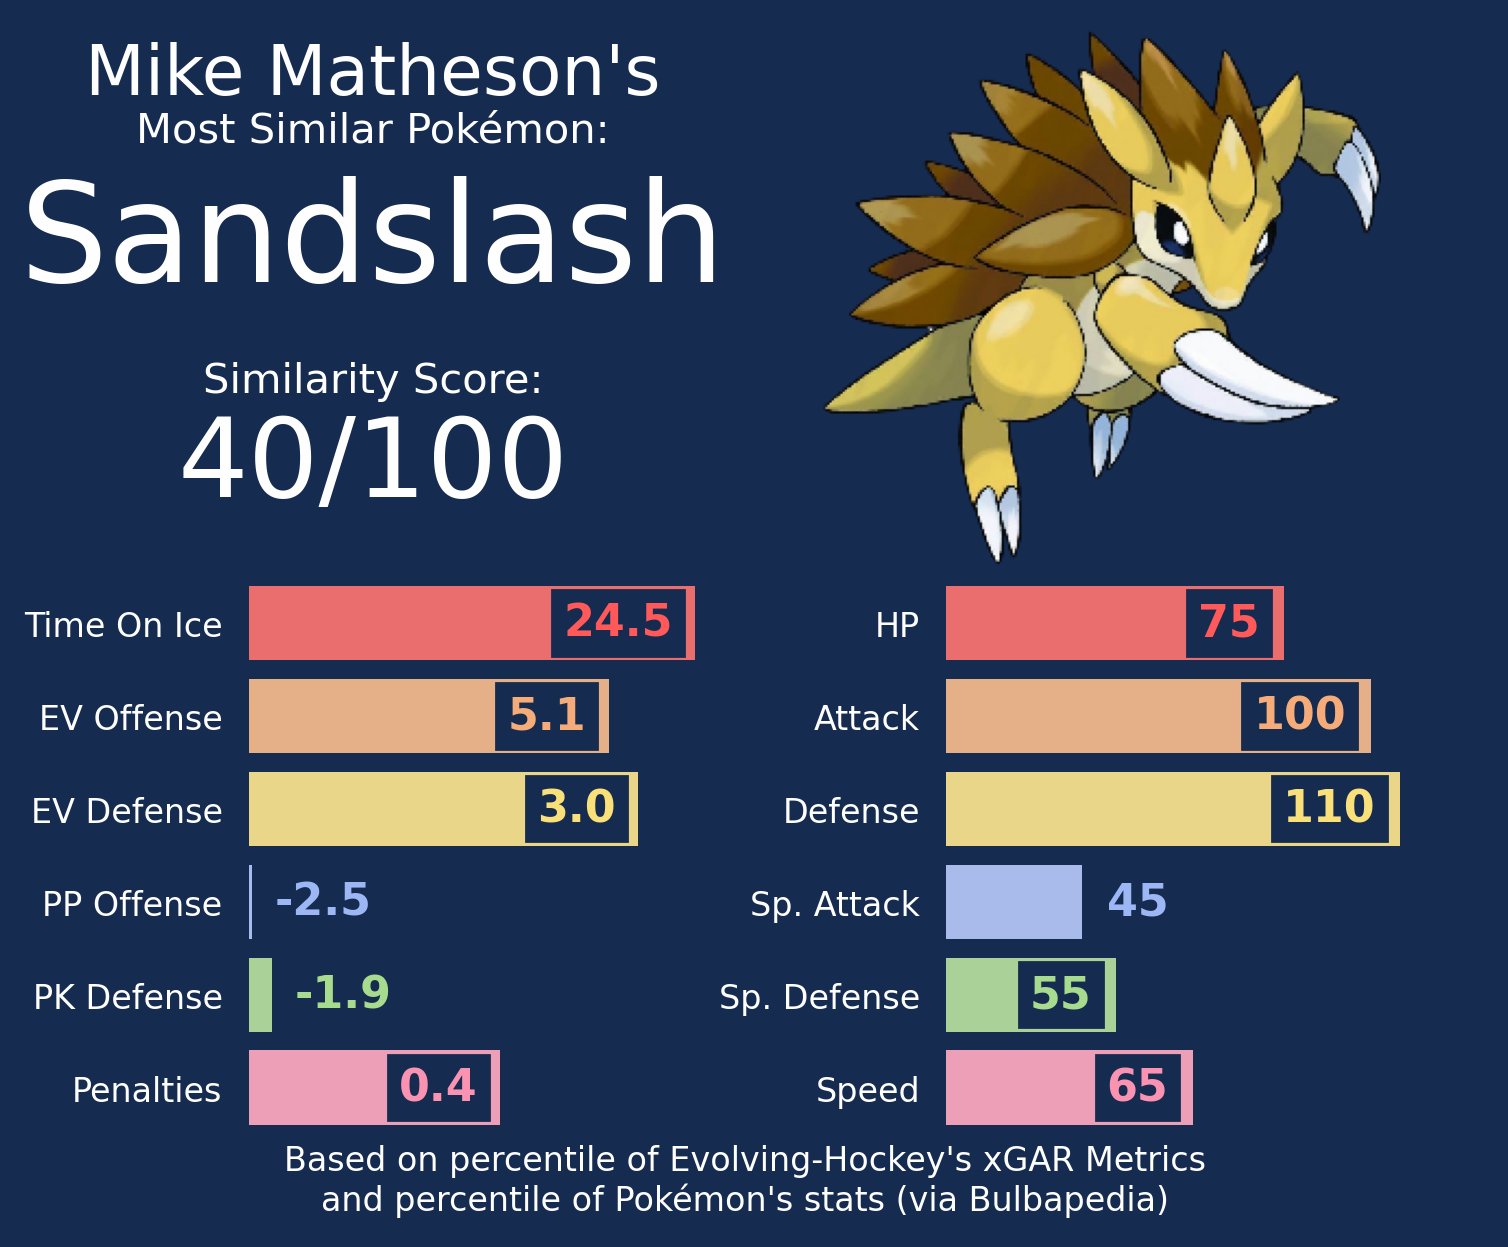 Mike Matheson's
Most Similar Pokémon:
Sandslash
Similarity Score:
40/100
Time On Ice 24.5
EV Offense 5.1
EV Defense 3.0
PP Offense -2.5
PK Defense -1.9
Penalties 0.4
HP 75
Attack 100
Defense 110
Sp. Attack 45
Sp. Defense 55
Speed 65
Based on percentile of Evolving-Hockey's xGAR Metrics
and percentile of Pokémon's stats (via Bulbapedia)